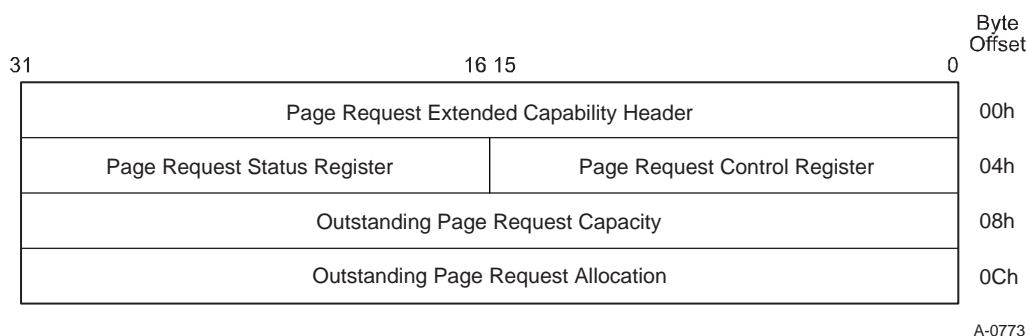 Byte
Offset
31 16 15 0
Page Request Extended Capability Header 00h
Page Request Status Register Page Request Control Register 04h
Outstanding Page Request Capacity 08h
Outstanding Page Request Allocation 0Ch
A-0773